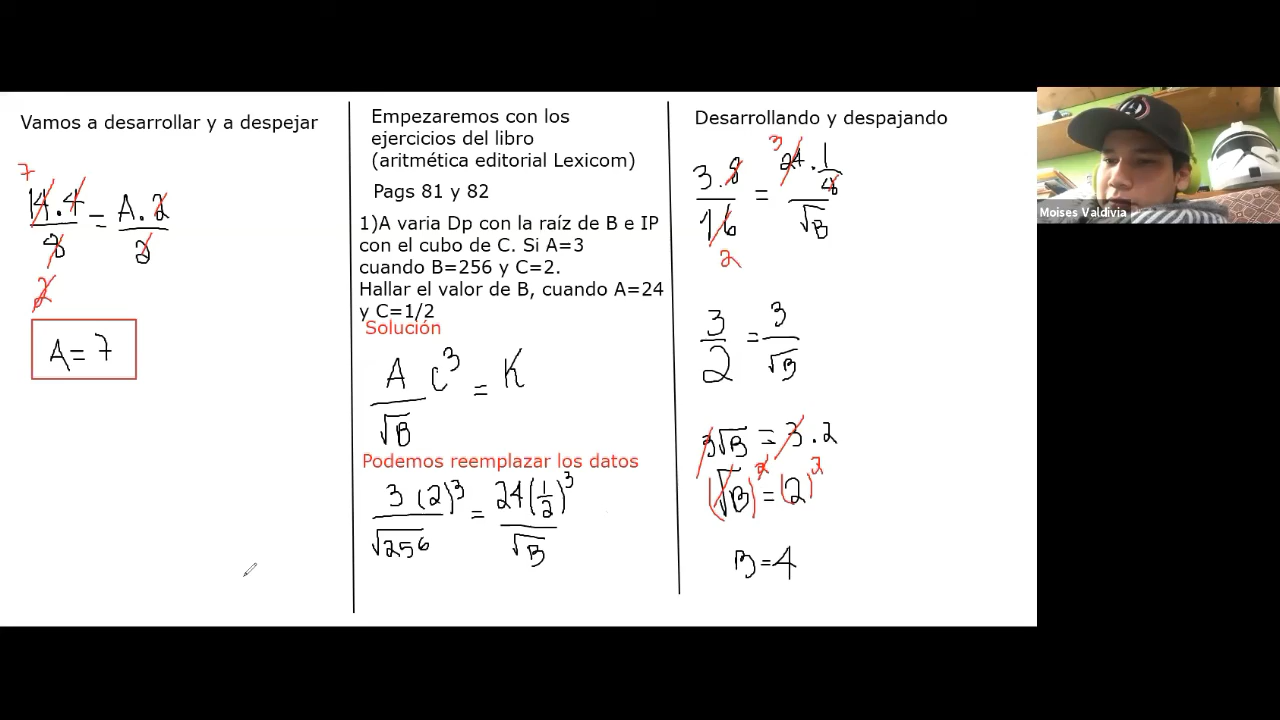 Vamos a desarrollar y a despejar
7
14.4 = A.2
8 2
2
A = 7
Empezaremos con los
ejercicios del libro
(aritmética editorial Lexicom)
Pags 81 y 82
1)A varia Dp con la raíz de B e IP
con el cubo de C. Si A=3
cuando B=256 y C=2.
Hallar el valor de B, cuando A=24
y C=1/2
Solución
A C³ = K
√B
Podemos reemplazar los datos
3 (2)³ = 24(1/2)³
√256 √B
Desarrollando y despajando
3
3.8 = 24.1/8
16 √B
2
3 = 3
2 √B
3√B = 3.2
(√B)² = (2)²
B = 4
Moises Valdivia